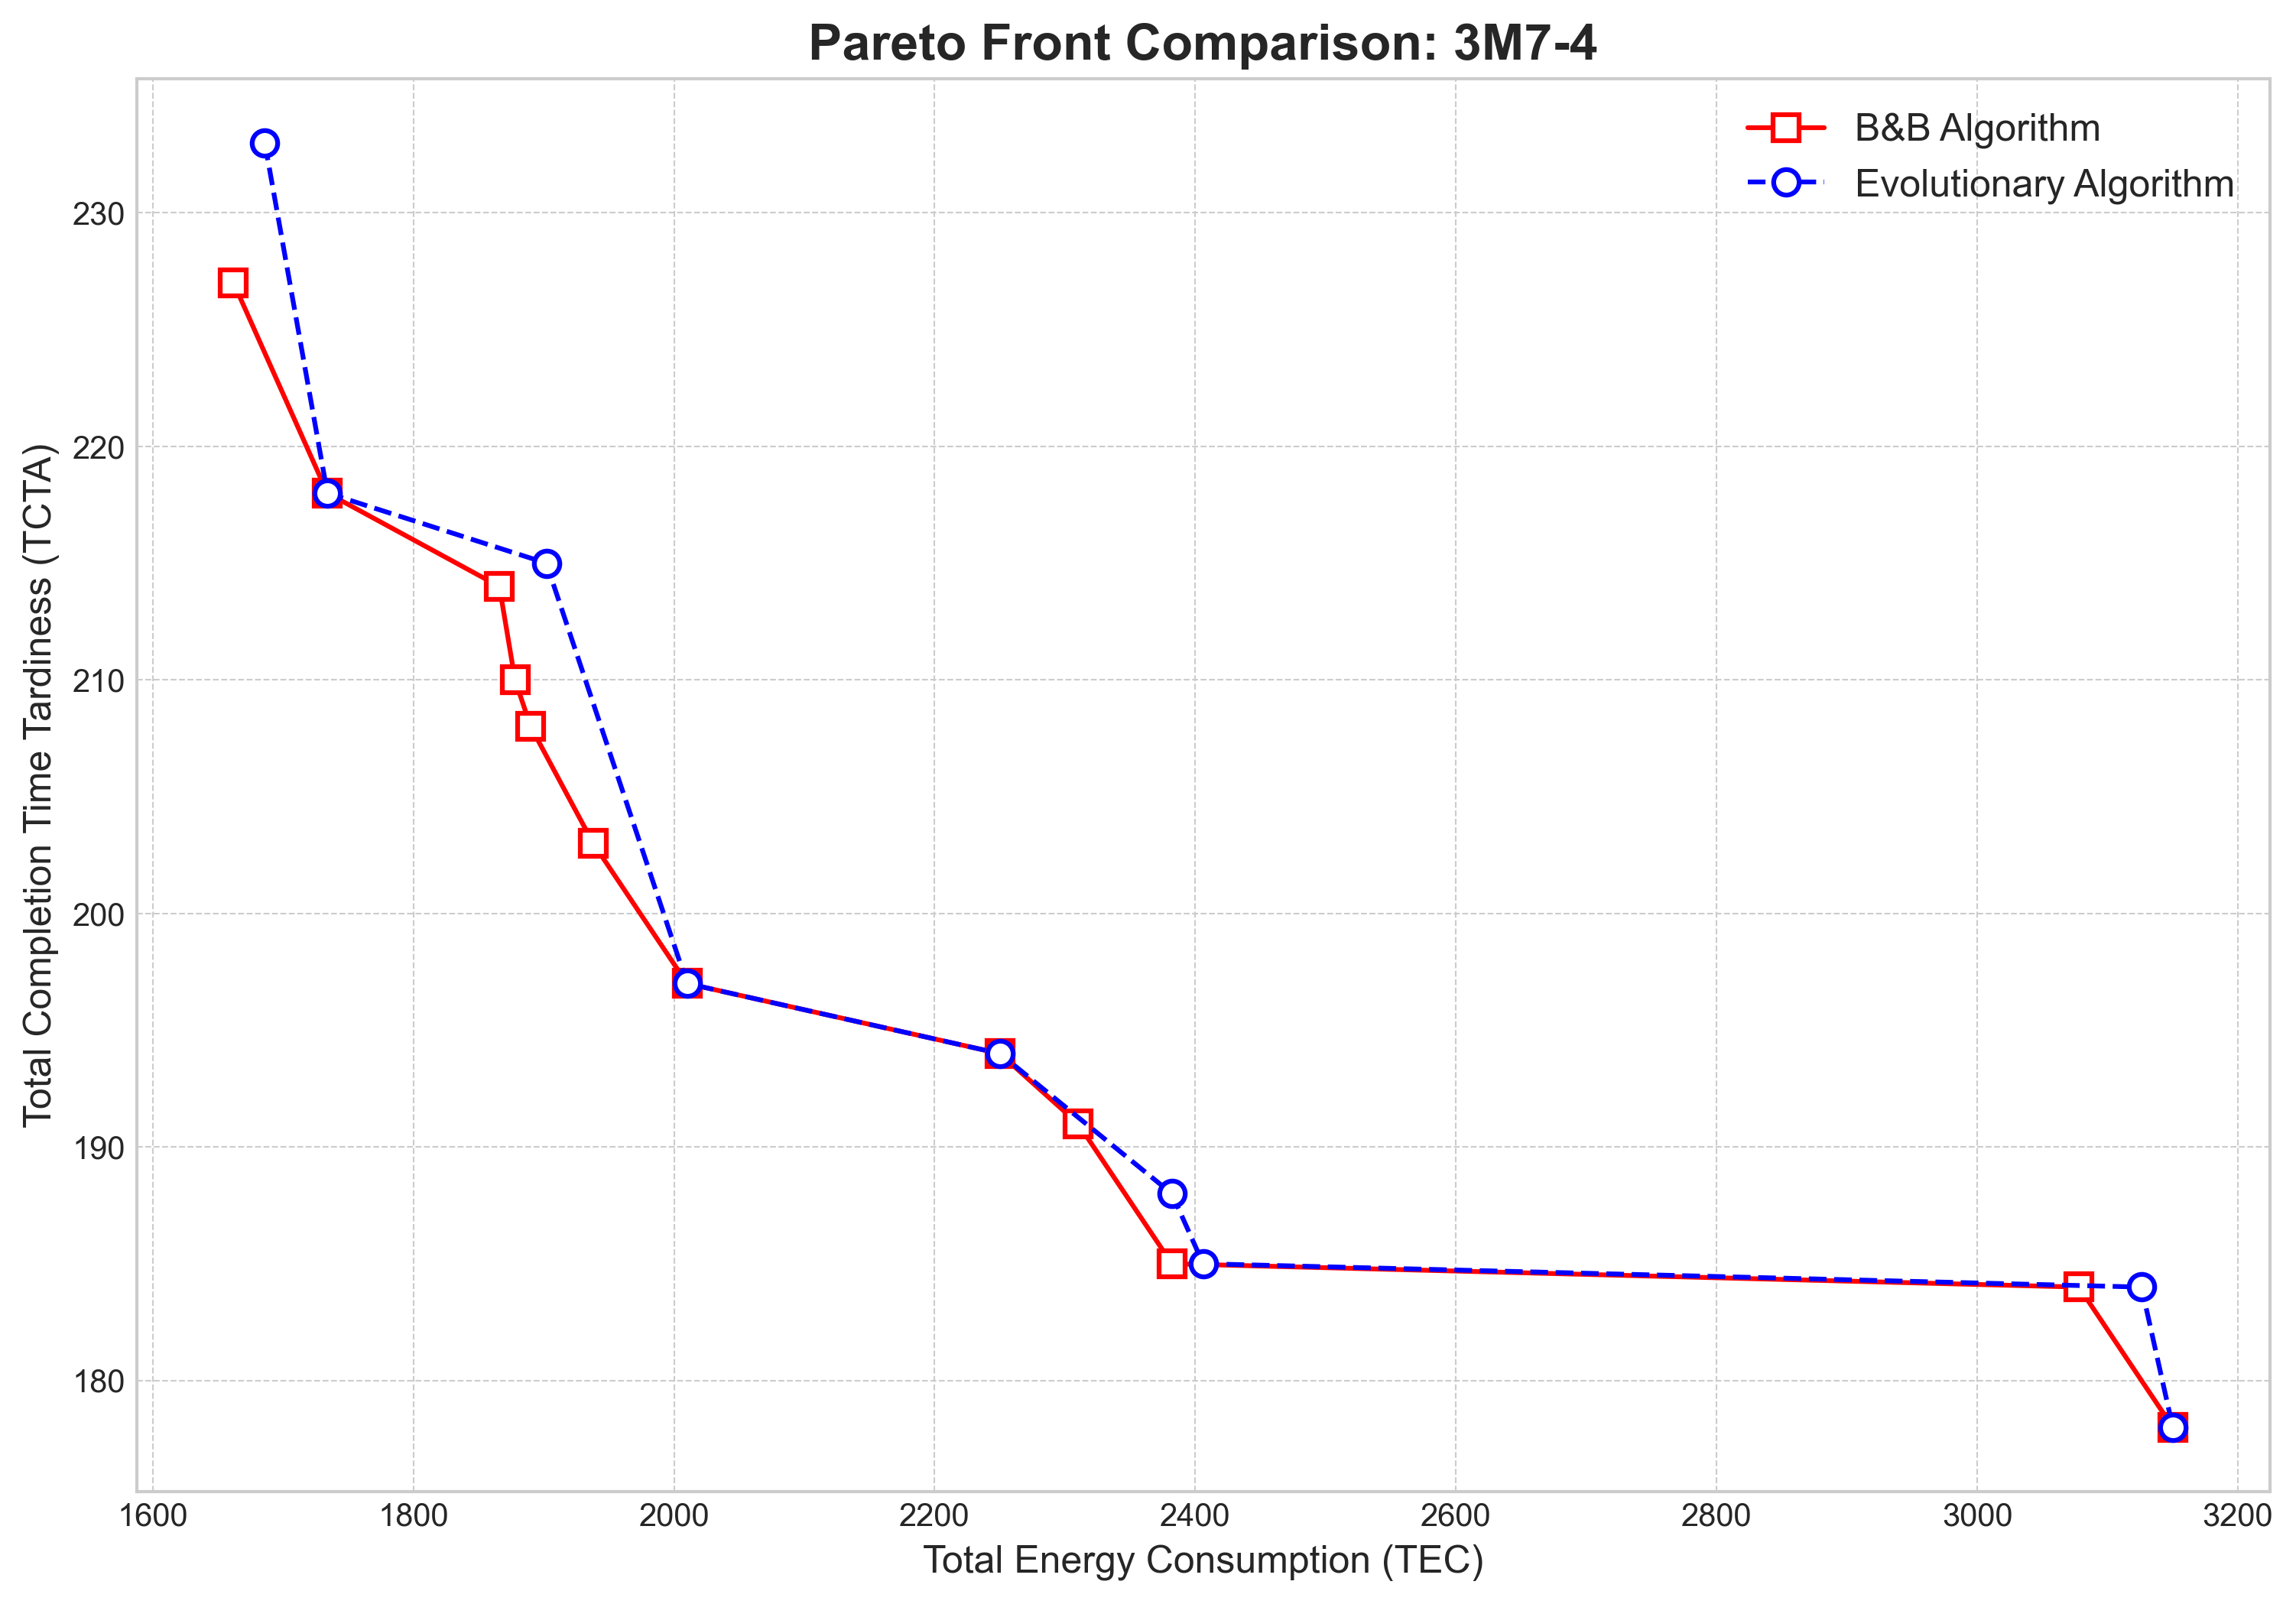 Pareto Front Comparison: 3M7-4
B&B Algorithm
Evolutionary Algorithm
Total Completion Time Tardiness (TCTA)
230
220
210
200
190
180
1600 1800 2000 2200 2400 2600 2800 3000 3200
Total Energy Consumption (TEC)